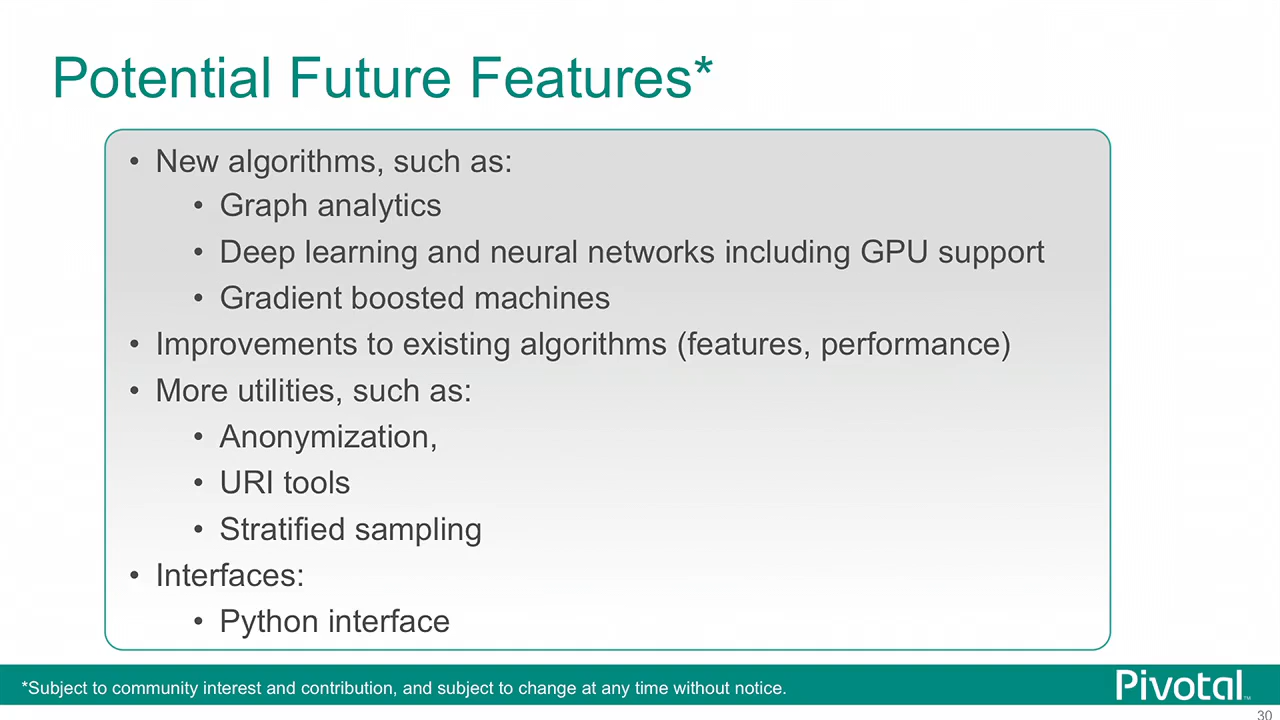 Potential Future Features*
• New algorithms, such as:
• Graph analytics
• Deep learning and neural networks including GPU support
• Gradient boosted machines
• Improvements to existing algorithms (features, performance)
• More utilities, such as:
• Anonymization,
• URI tools
• Stratified sampling
• Interfaces:
• Python interface
*Subject to community interest and contribution, and subject to change at any time without notice.
Pivotal™
30